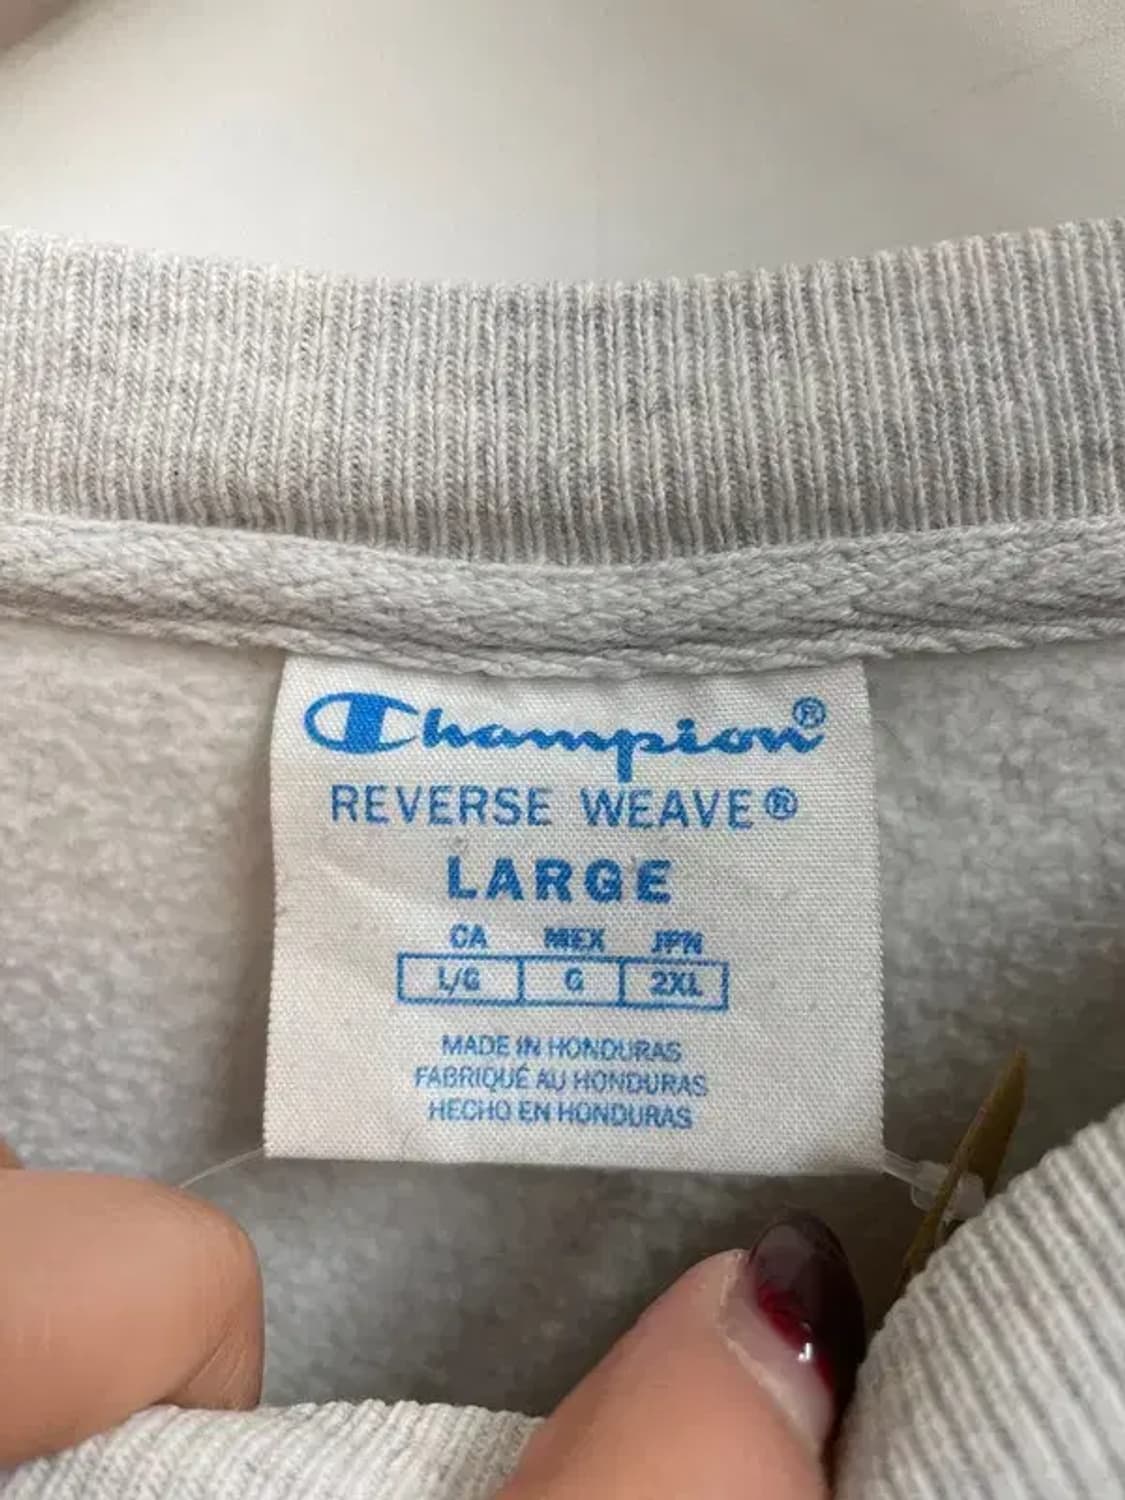 Champion®
REVERSE WEAVE®
LARGE
CA MEX JPN
L/G G 2XL
MADE IN HONDURAS
FABRIQUÉ AU HONDURAS
HECHO EN HONDURAS